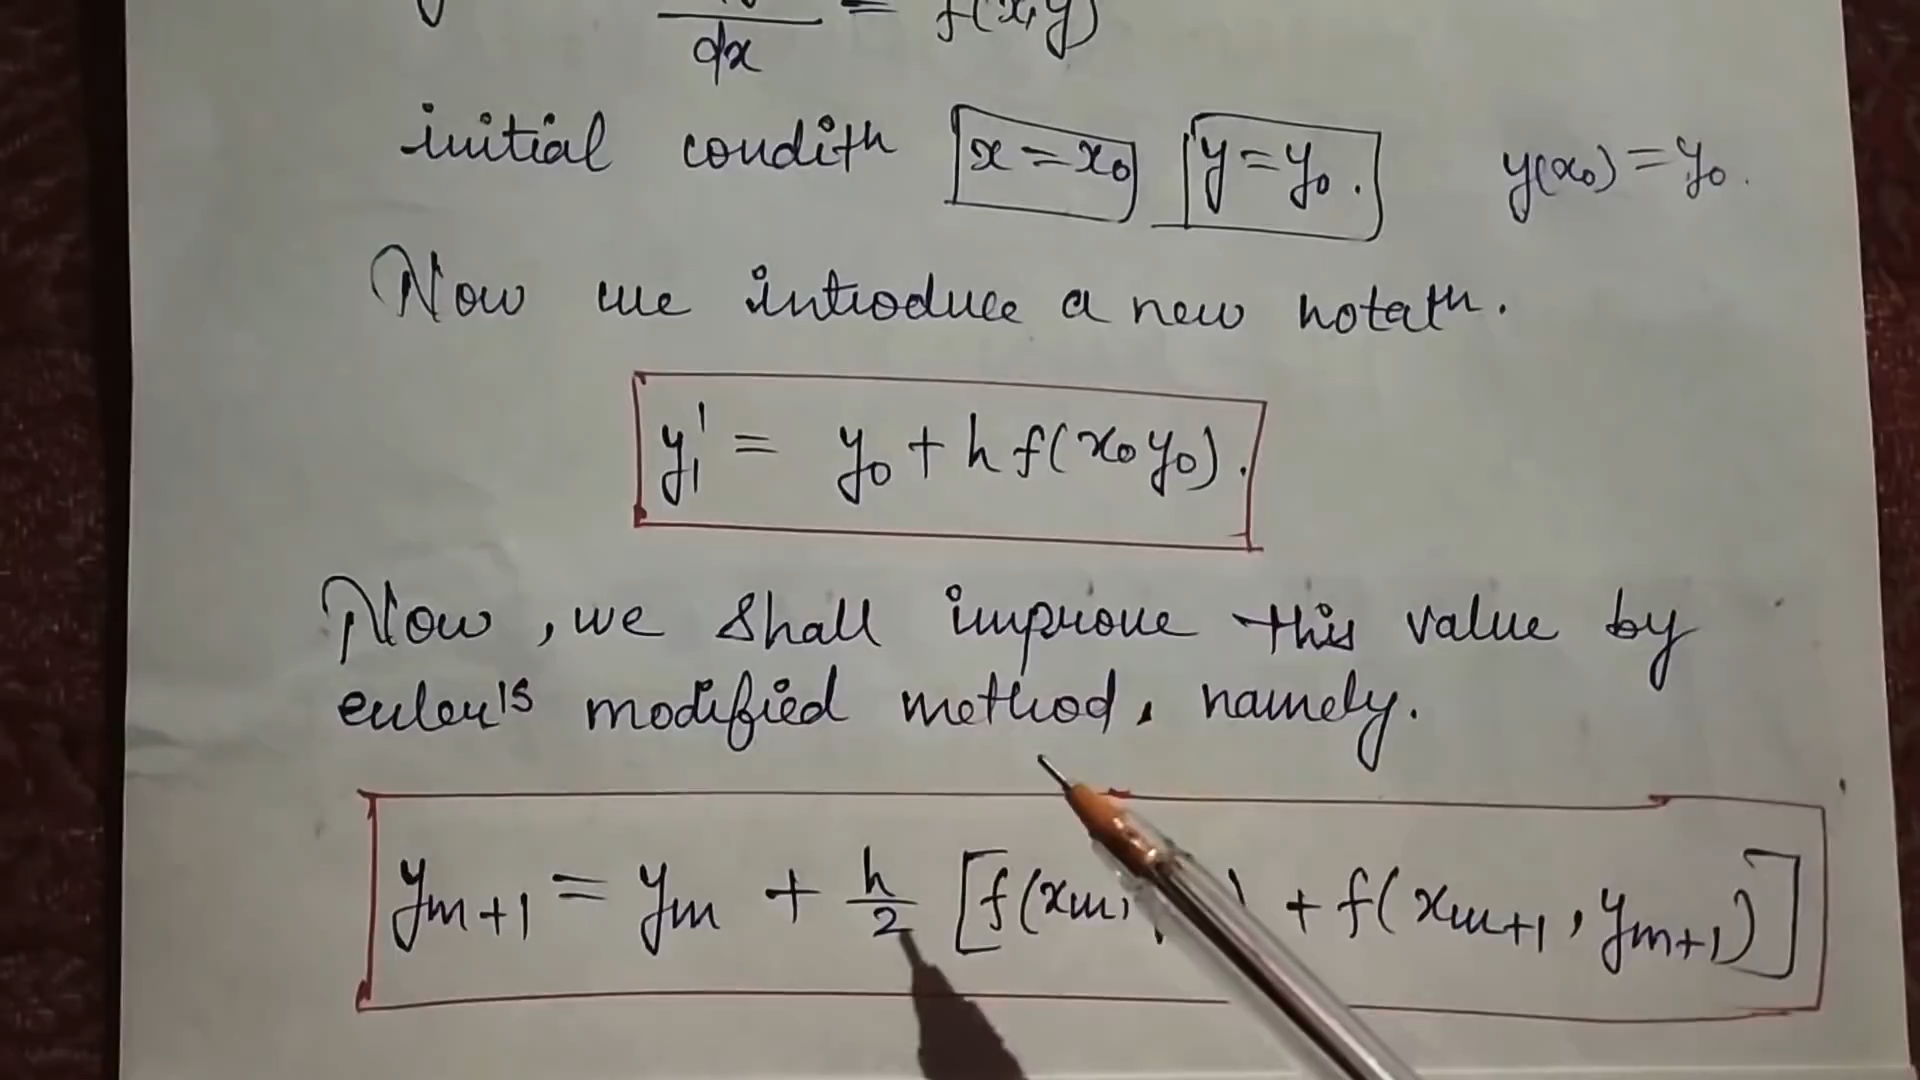 dx = f(x,y)
initial condith x = x₀ y = y₀. y(x₀) = y₀.
Now we introduce a new notath.
y₁' = y₀ + h f(x₀ y₀).
Now, we shall improve this value by
euler's modified method, namely.
yₘ₊₁ = yₘ + h/2 [f(xₘ, ) + f(xₘ₊₁, yₘ₊₁)]